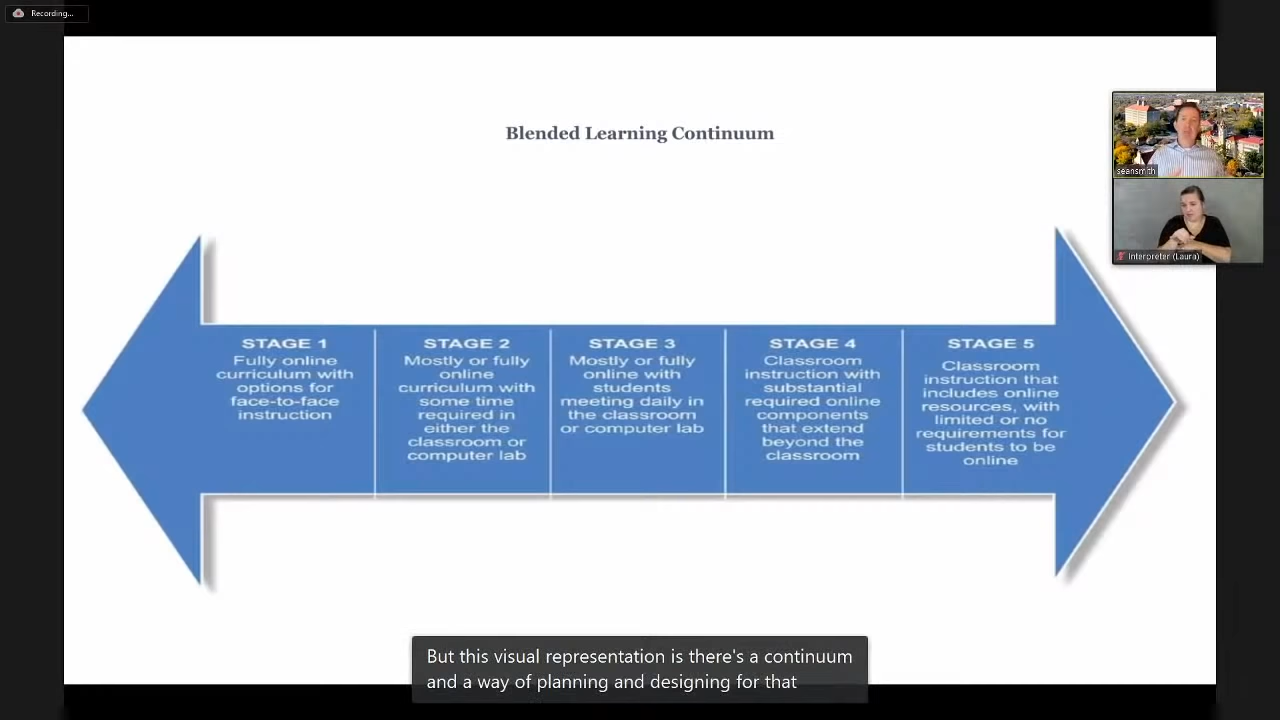 Recording...
Blended Learning Continuum
seansmith
Interpreter (Laura)
STAGE 1
Fully online
curriculum with
options for
face-to-face
instruction
STAGE 2
Mostly or fully
online
curriculum with
some time
required in
either the
classroom or
computer lab
STAGE 3
Mostly or fully
online with
students
meeting daily in
the classroom
or computer lab
STAGE 4
Classroom
instruction with
substantial
required online
components
that extend
beyond the
classroom
STAGE 5
Classroom
instruction that
includes online
resources, with
limited or no
requirements for
students to be
online
But this visual representation is there's a continuum
and a way of planning and designing for that